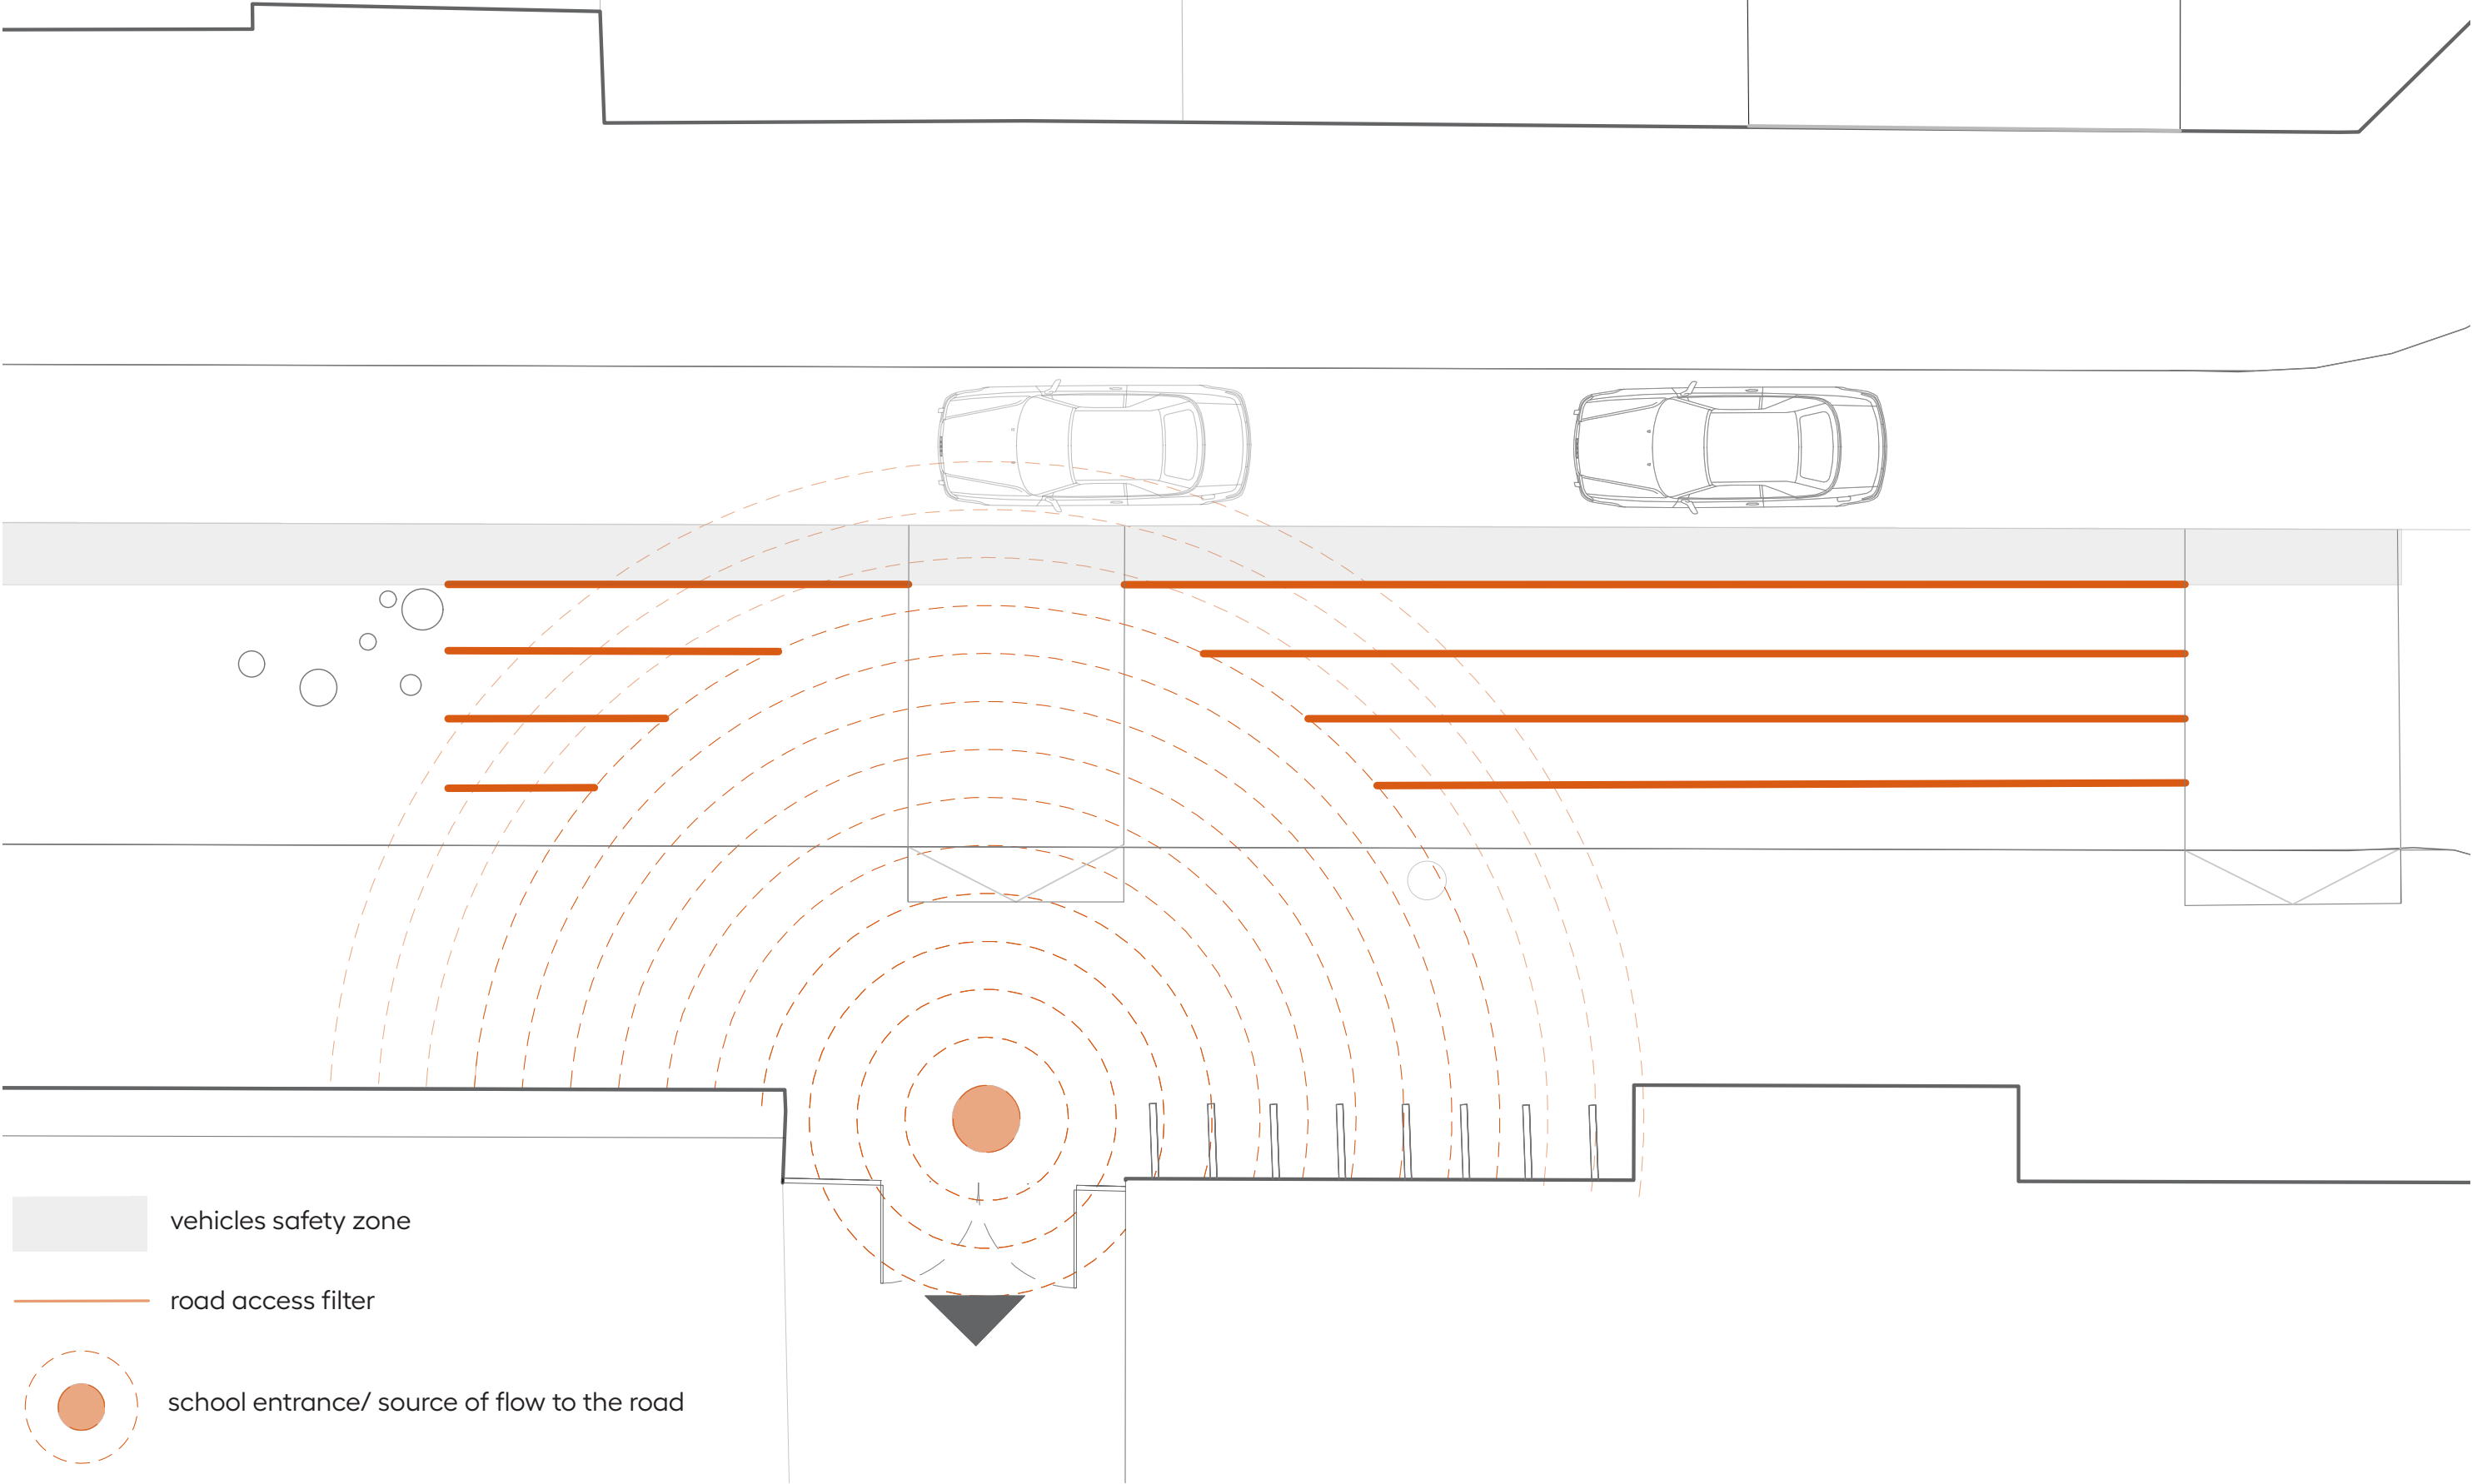 vehicles safety zone
road access filter
school entrance/ source of flow to the road